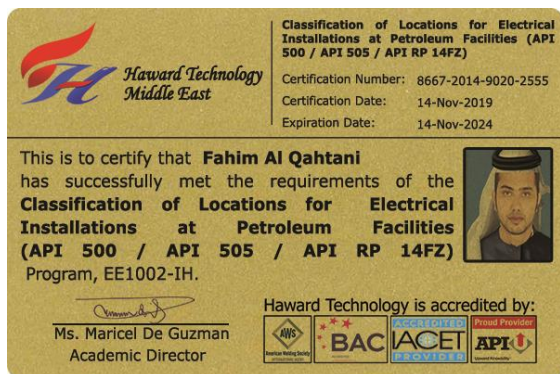 Haward Technology
Middle East
Classification of Locations for Electrical
Installations at Petroleum Facilities (API
500 / API 505 / API RP 14FZ)
Certification Number: 8667-2014-9020-2555
Certification Date: 14-Nov-2019
Expiration Date: 14-Nov-2024
This is to certify that Fahim Al Qahtani
has successfully met the requirements of the
Classification of Locations for Electrical
Installations at Petroleum Facilities
(API 500 / API 505 / API RP 14FZ)
Program, EE1002-IH.
Ms. Maricel De Guzman
Academic Director
Haward Technology is accredited by:
AWS
American Welding Society
BAC
ACCREDITED
IACET
PROVIDER
Proud Provider
API